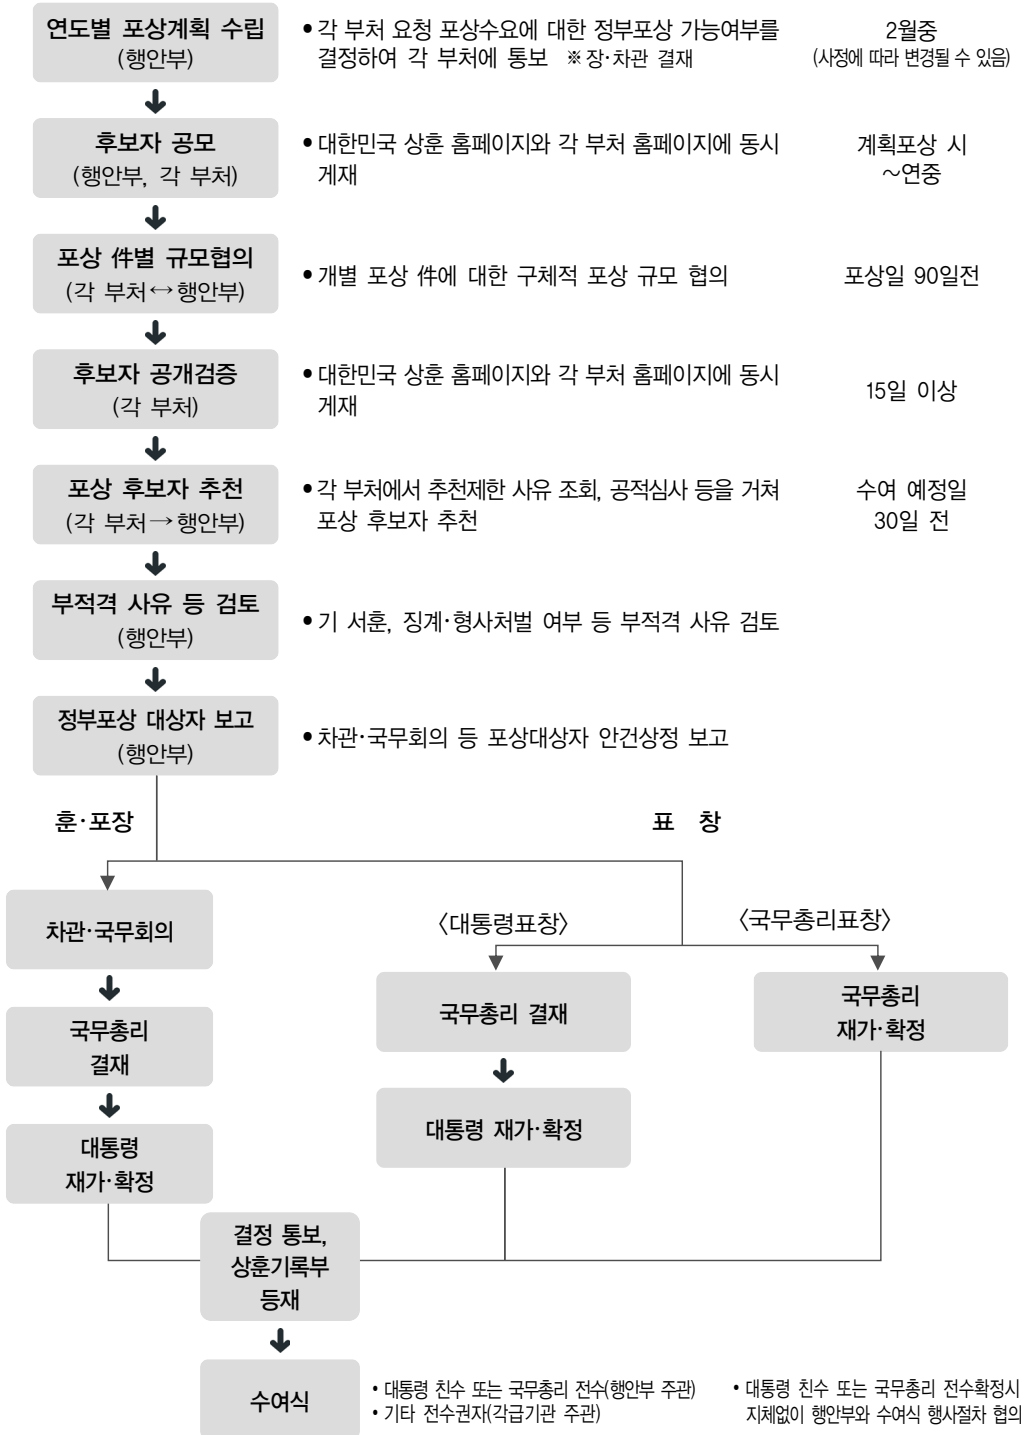 연도별 포상계획 수립
(행안부)
• 각 부처 요청 포상수요에 대한 정부포상 가능여부를
결정하여 각 부처에 통보 ※ 장·차관 결재
2월중
(사정에 따라 변경될 수 있음)
후보자 공모
(행안부, 각 부처)
• 대한민국 상훈 홈페이지와 각 부처 홈페이지에 동시
게재
계획포상 시
~연중
포상 件별 규모협의
(각 부처↔행안부)
• 개별 포상 件에 대한 구체적 포상 규모 협의
포상일 90일전
후보자 공개검증
(각 부처)
• 대한민국 상훈 홈페이지와 각 부처 홈페이지에 동시
게재
15일 이상
포상 후보자 추천
(각 부처→행안부)
• 각 부처에서 추천제한 사유 조회, 공적심사 등을 거쳐
포상 후보자 추천
수여 예정일
30일 전
부적격 사유 등 검토
(행안부)
• 기 서훈, 징계·형사처벌 여부 등 부적격 사유 검토
정부포상 대상자 보고
(행안부)
• 차관·국무회의 등 포상대상자 안건상정 보고
훈·포장
표 창
차관·국무회의
〈대통령표창〉
〈국무총리표창〉
국무총리 결재
국무총리
재가·확정
국무총리
결재
대통령 재가·확정
대통령
재가·확정
결정 통보,
상훈기록부
등재
수여식
• 대통령 친수 또는 국무총리 전수(행안부 주관)
• 기타 전수권자(각급기관 주관)
• 대통령 친수 또는 국무총리 전수확정시
지체없이 행안부와 수여식 행사절차 협의